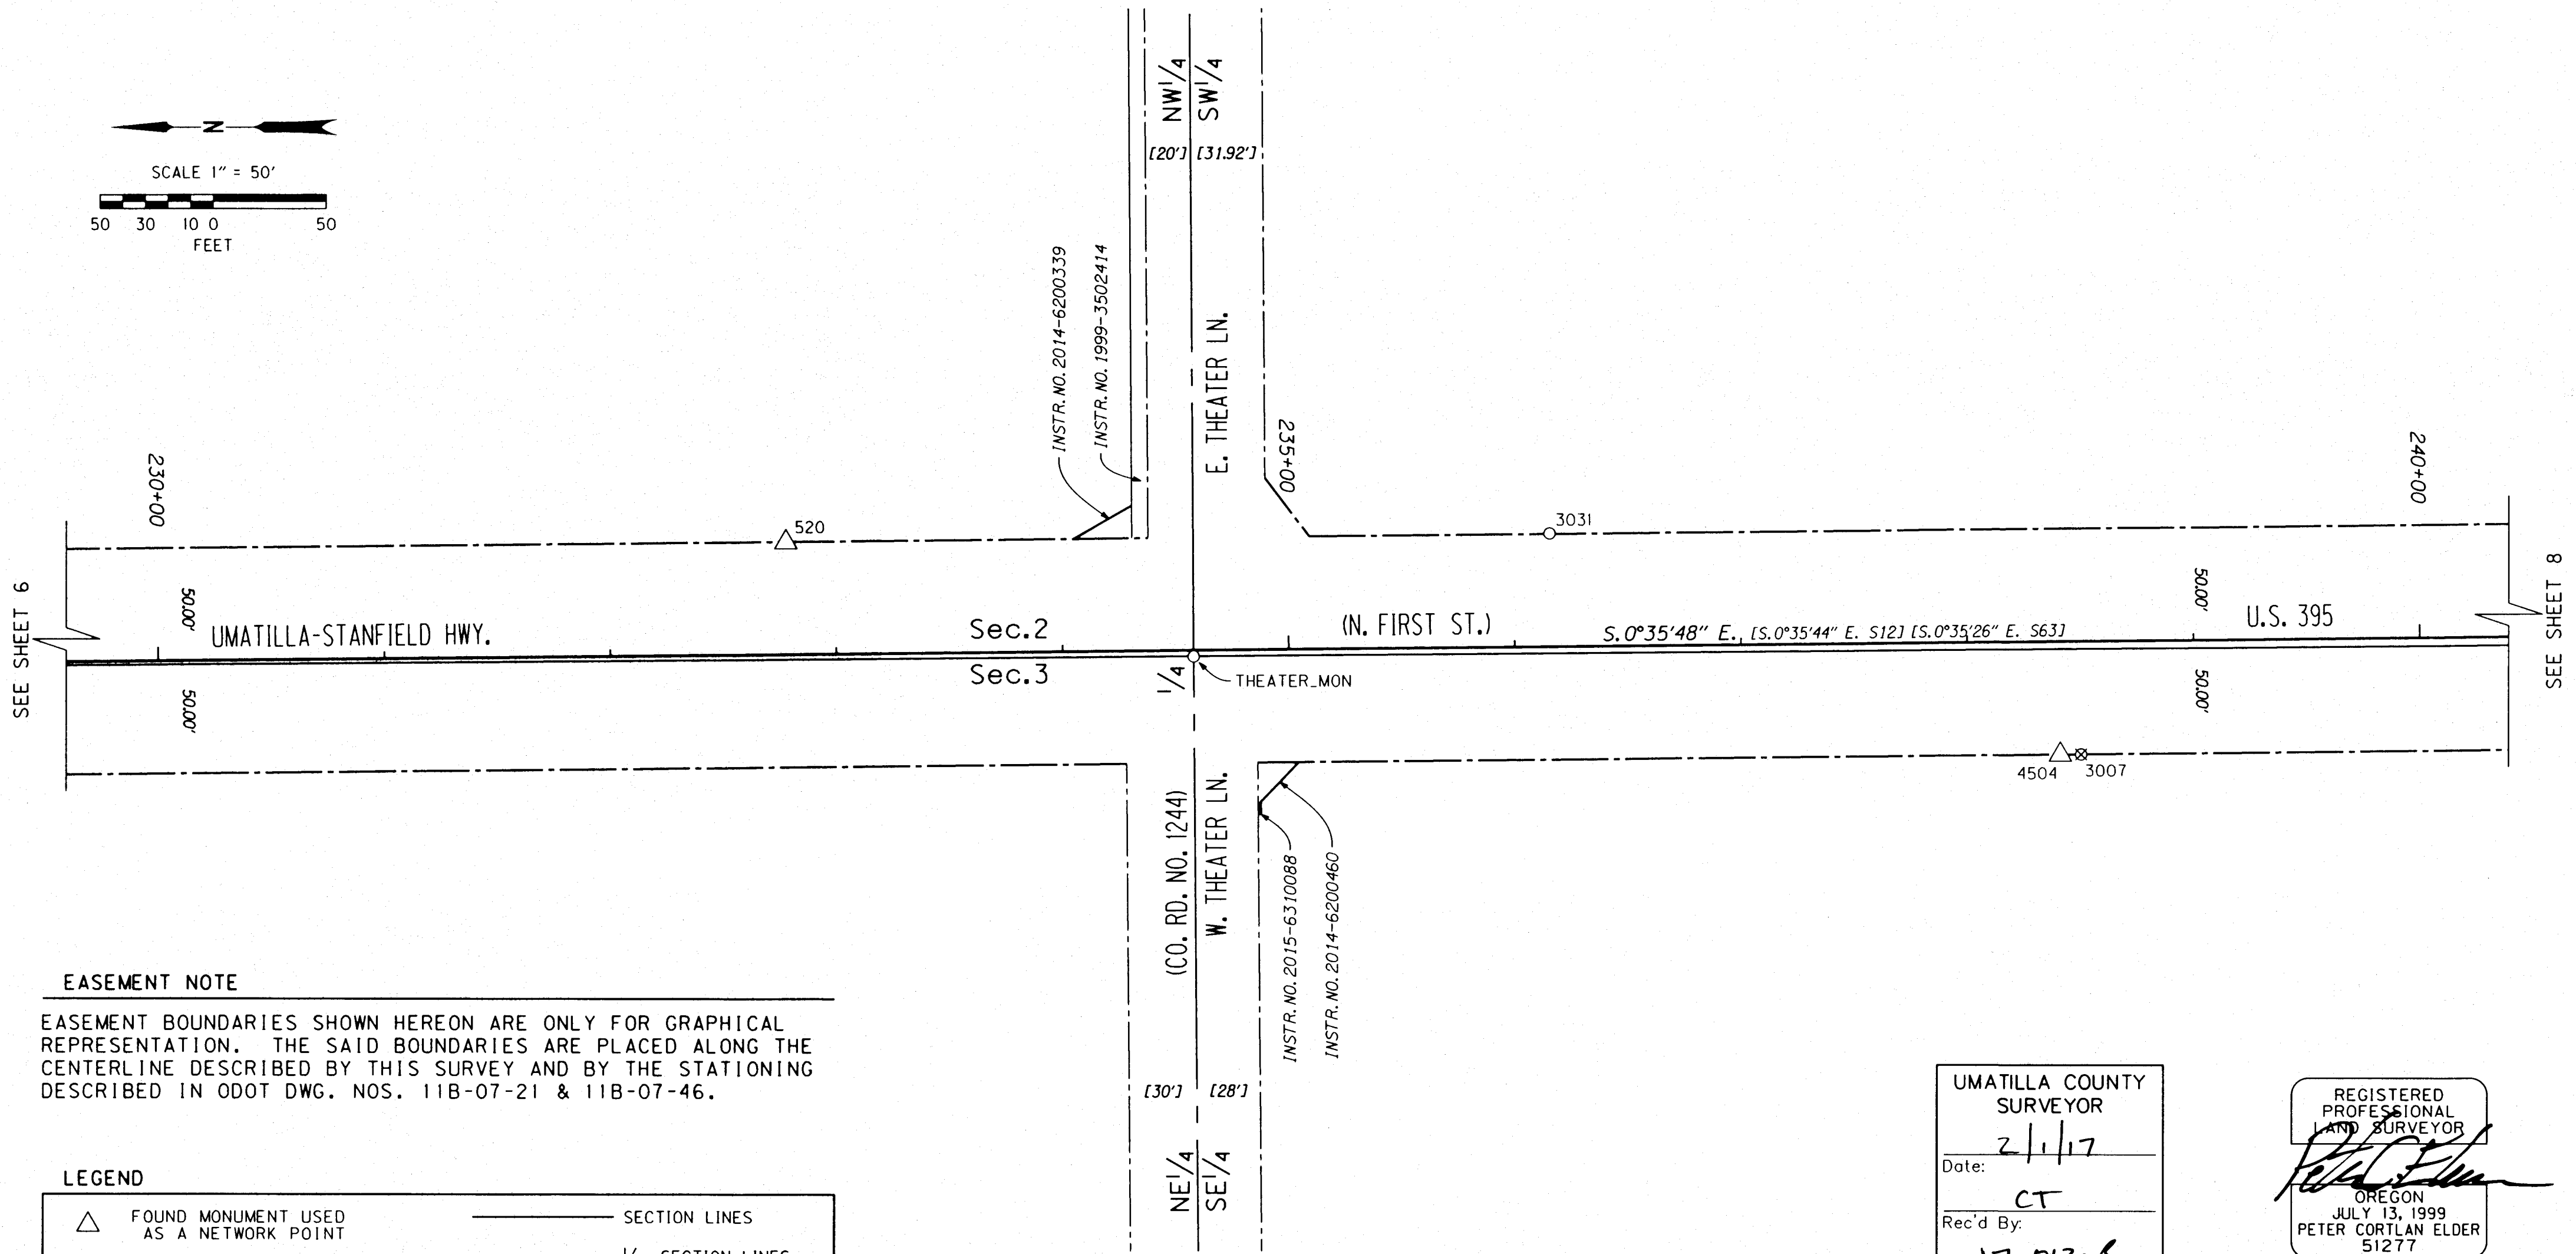 NW1/4
SW1/4
[20'] [31.92']
N
SCALE 1" = 50'
50 30 10 0 50
FEET
INSTR. NO. 2014-6200339
INSTR. NO. 1999-3502414
E. THEATER LN.
230+00
235+00
240+00
520
3031
SEE SHEET 6
50.00'
UMATILLA-STANFIELD HWY.
Sec.2
(N. FIRST ST.)
S.0°35'48" E. [S.0°35'44" E. S12] [S.0°35'26" E. S63]
50.00'
U.S. 395
SEE SHEET 8
50.00'
Sec.3
1/4
THEATER_MON
50.00'
4504
3007
(CO. RD. NO. 1244)
W. THEATER LN.
INSTR. NO. 2015-6310088
INSTR. NO. 2014-6200460
[30'] [28']
NE1/4
SE1/4
EASEMENT NOTE
EASEMENT BOUNDARIES SHOWN HEREON ARE ONLY FOR GRAPHICAL
REPRESENTATION. THE SAID BOUNDARIES ARE PLACED ALONG THE
CENTERLINE DESCRIBED BY THIS SURVEY AND BY THE STATIONING
DESCRIBED IN ODOT DWG. NOS. 11B-07-21 & 11B-07-46.
LEGEND
FOUND MONUMENT USED
AS A NETWORK POINT
SECTION LINES
UMATILLA COUNTY
SURVEYOR
2/1/17
Date:
CT
Rec'd By:
REGISTERED
PROFESSIONAL
LAND SURVEYOR
OREGON
JULY 13, 1999
PETER CORTLAN ELDER
51277